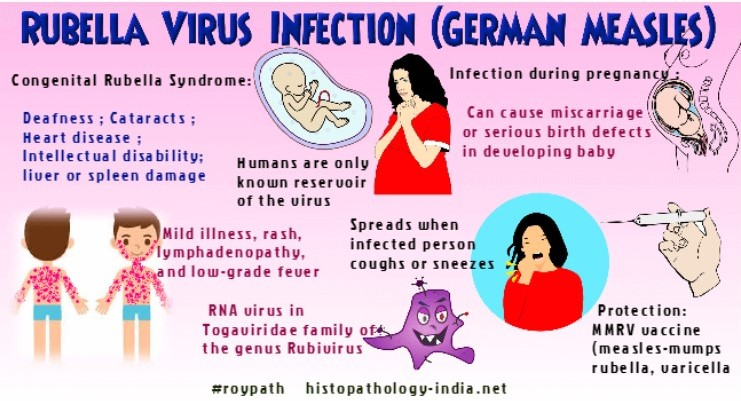 RUBELLA VIRUS INFECTION (GERMAN MEASLES)
Congenital Rubella Syndrome:
Deafness ; Cataracts ;
Heart disease ;
Intellectual disability;
liver or spleen damage
Humans are only
known reservoir
of the virus
Infection during pregnancy :
Can cause miscarriage
or serious birth defects
in developing baby
Mild illness, rash,
lymphadenopathy,
and low-grade fever
Spreads when
infected person
coughs or sneezes
RNA virus in
Togaviridae family of
the genus Rubivirus
Protection:
MMRV vaccine
(measles-mumps
rubella, varicella
#roypath histopathology-india.net